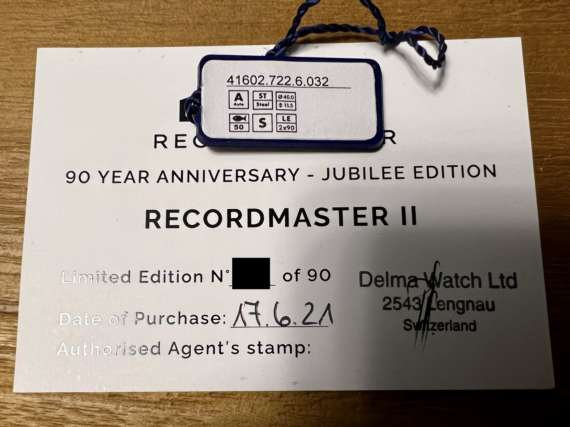 41602.722.6.032
A ST Ø 40.0
Auto Steel ↕ 11.5
50 S LE
2x90
REC R
90 YEAR ANNIVERSARY - JUBILEE EDITION
RECORDMASTER II
Limited Edition N° of 90
Delma Watch Ltd
2543 Lengnau
Switzerland
Date of Purchase: 17.6.21
Authorised Agent's stamp: